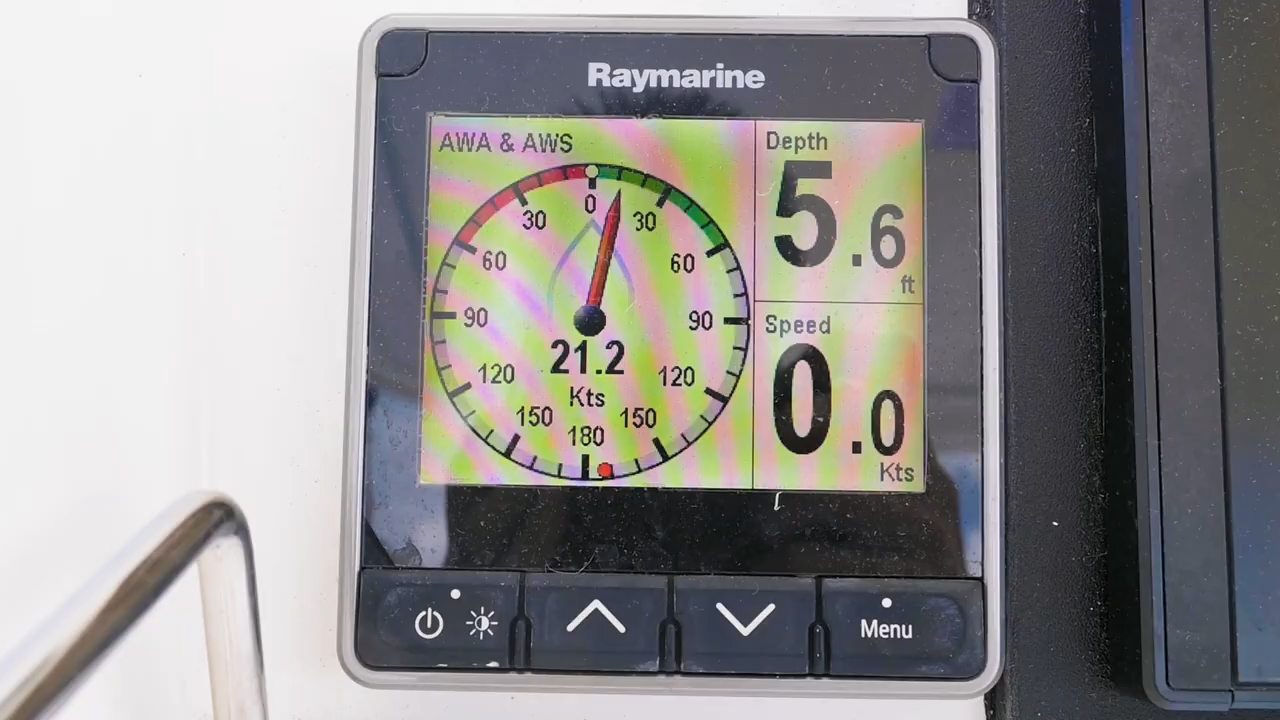 Raymarine
AWA & AWS
0
30
30
60
60
90
90
21.2
Kts
120
120
150
150
180
Depth
5.6
ft
Speed
0.0
Kts
Menu